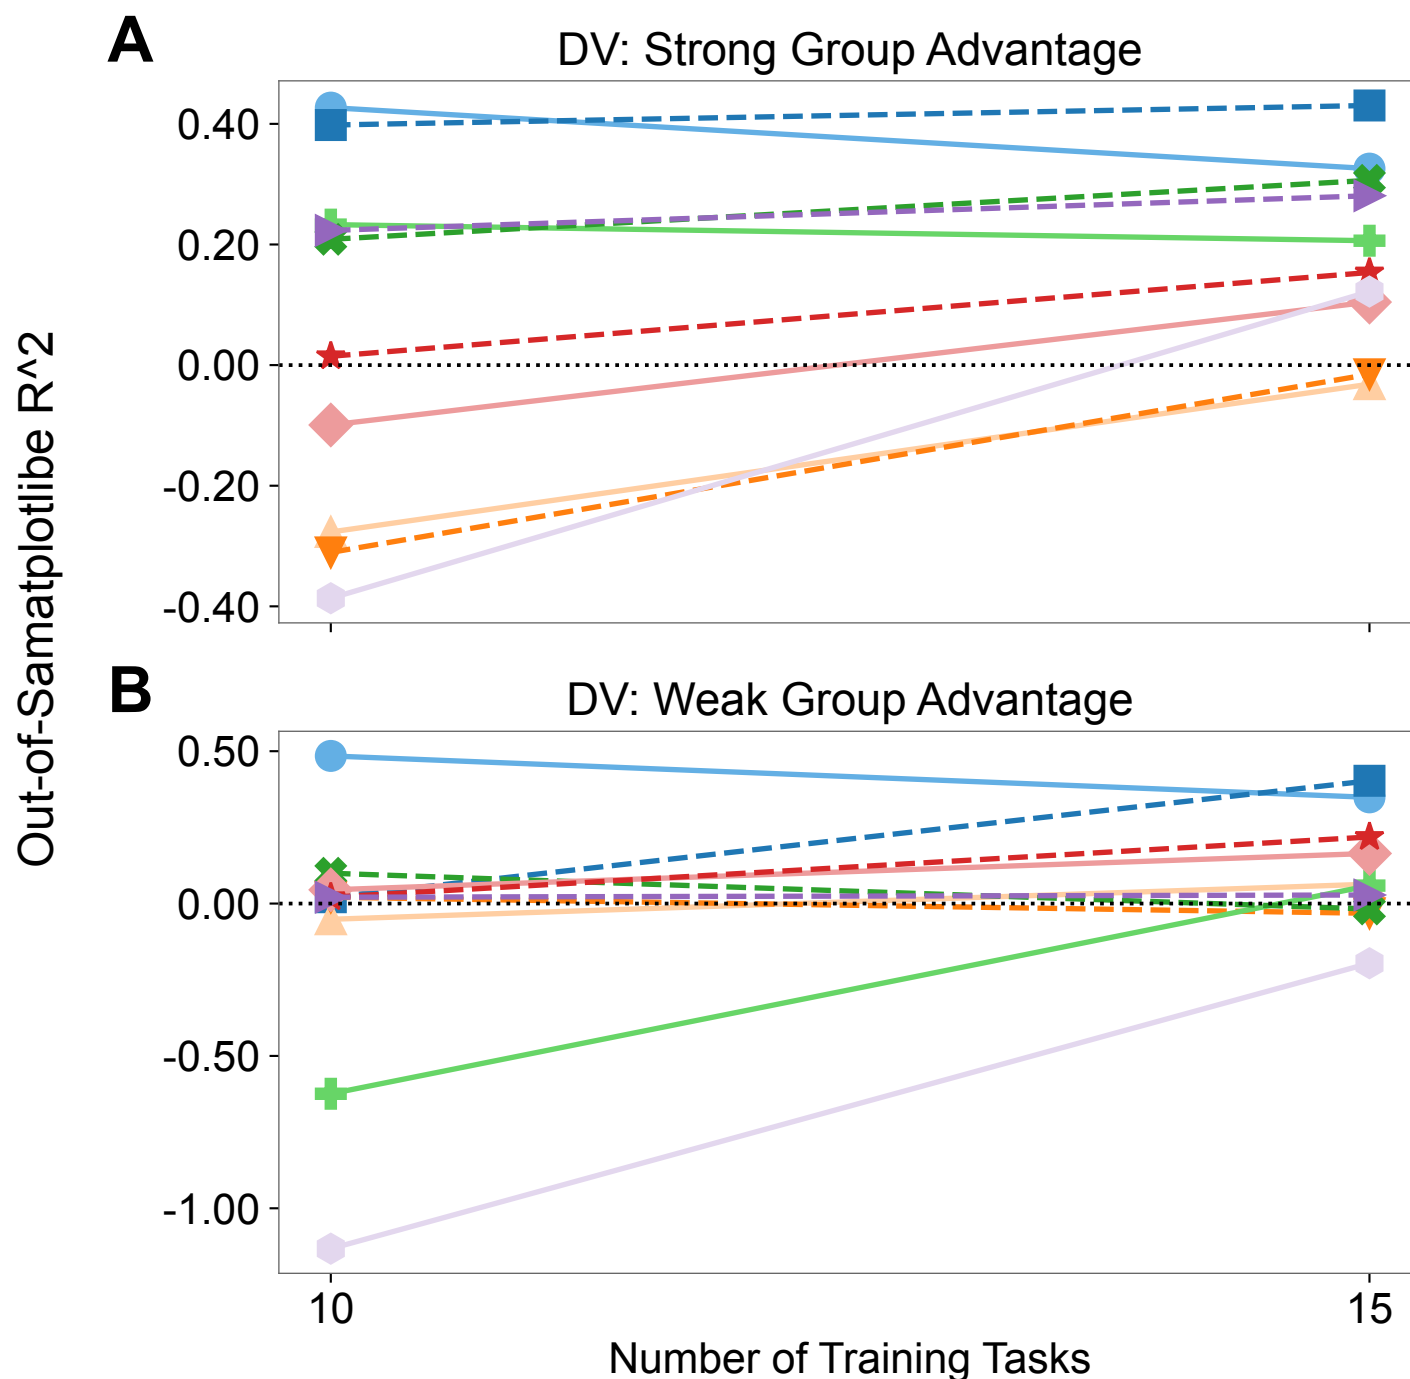 A
DV: Strong Group Advantage
0.40
0.20
0.00
-0.20
-0.40
Out-of-Samatplotlibe R^2
B
DV: Weak Group Advantage
0.50
0.00
-0.50
-1.00
10
15
Number of Training Tasks